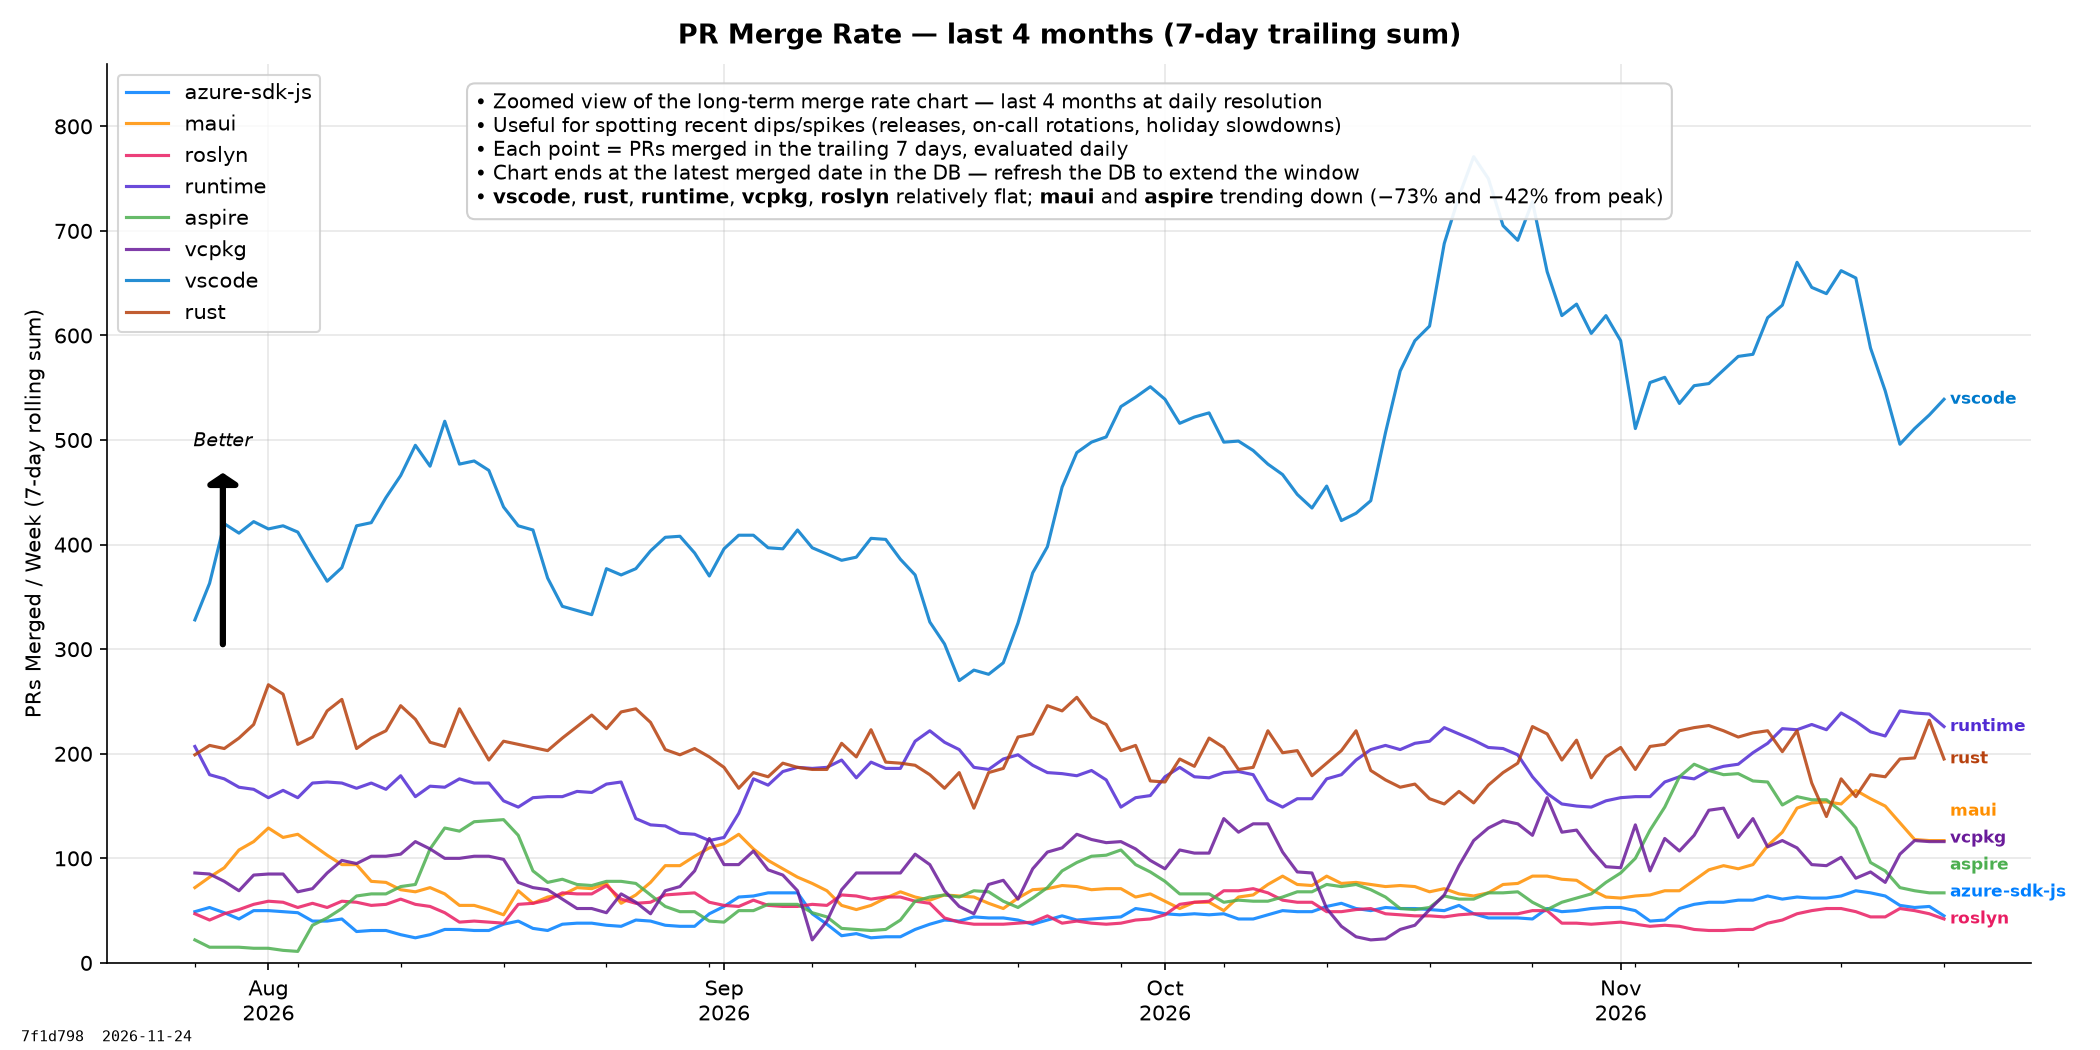 PR Merge Rate — last 4 months (7-day trailing sum)
azure-sdk-js
maui
roslyn
runtime
aspire
vcpkg
vscode
rust
• Zoomed view of the long-term merge rate chart — last 4 months at daily resolution
• Useful for spotting recent dips/spikes (releases, on-call rotations, holiday slowdowns)
• Each point = PRs merged in the trailing 7 days, evaluated daily
• Chart ends at the latest merged date in the DB — refresh the DB to extend the window
• vscode, rust, runtime, vcpkg, roslyn relatively flat; maui and aspire trending down (−73% and −42% from peak)
PRs Merged / Week (7-day rolling sum)
800
700
600
500
400
300
200
100
0
Better
vscode
runtime
rust
maui
vcpkg
aspire
azure-sdk-js
roslyn
Aug
2026
Sep
2026
Oct
2026
Nov
2026
7f1d798 2026-11-24